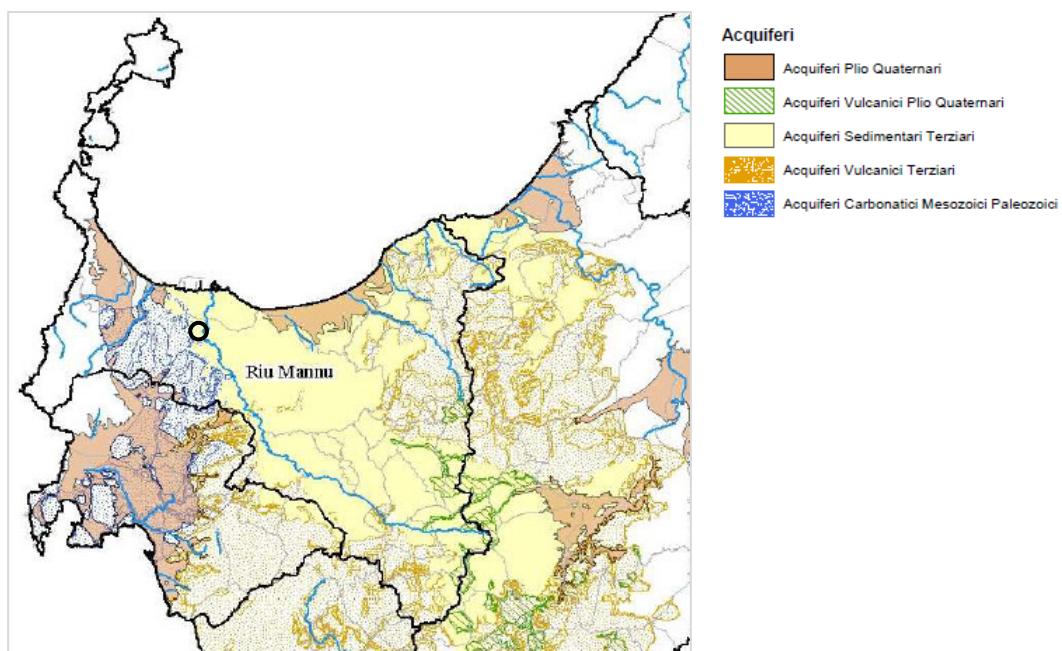 Riu Mannu
Acquiferi
Acquiferi Plio Quaternari
Acquiferi Vulcanici Plio Quaternari
Acquiferi Sedimentari Terziari
Acquiferi Vulcanici Terziari
Acquiferi Carbonatici Mesozoici Paleozoici